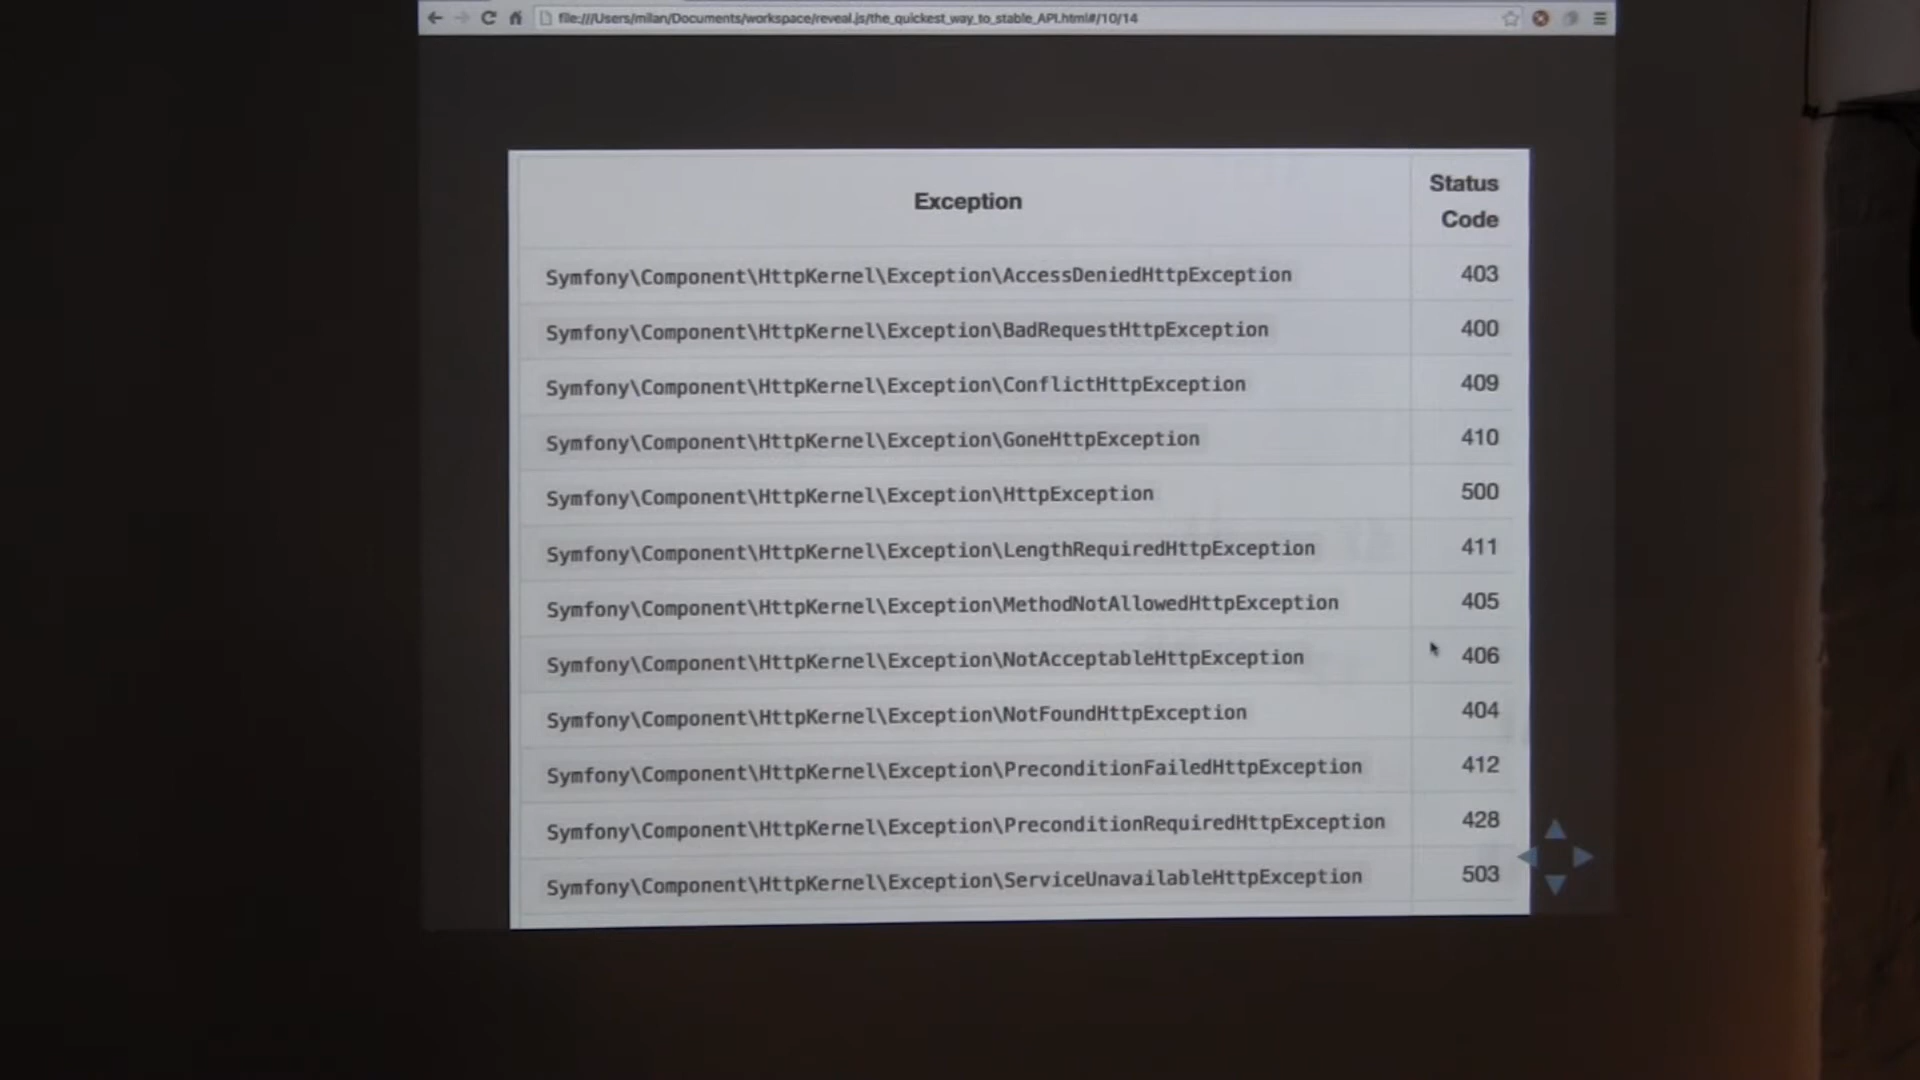 file:///Users/milan/Documents/workspace/reveal.js/the_quickest_way_to_stable_API.html#/10/14
Exception Status Code
Symfony\Component\HttpKernel\Exception\AccessDeniedHttpException 403
Symfony\Component\HttpKernel\Exception\BadRequestHttpException 400
Symfony\Component\HttpKernel\Exception\ConflictHttpException 409
Symfony\Component\HttpKernel\Exception\GoneHttpException 410
Symfony\Component\HttpKernel\Exception\HttpException 500
Symfony\Component\HttpKernel\Exception\LengthRequiredHttpException 411
Symfony\Component\HttpKernel\Exception\MethodNotAllowedHttpException 405
Symfony\Component\HttpKernel\Exception\NotAcceptableHttpException 406
Symfony\Component\HttpKernel\Exception\NotFoundHttpException 404
Symfony\Component\HttpKernel\Exception\PreconditionFailedHttpException 412
Symfony\Component\HttpKernel\Exception\PreconditionRequiredHttpException 428
Symfony\Component\HttpKernel\Exception\ServiceUnavailableHttpException 503